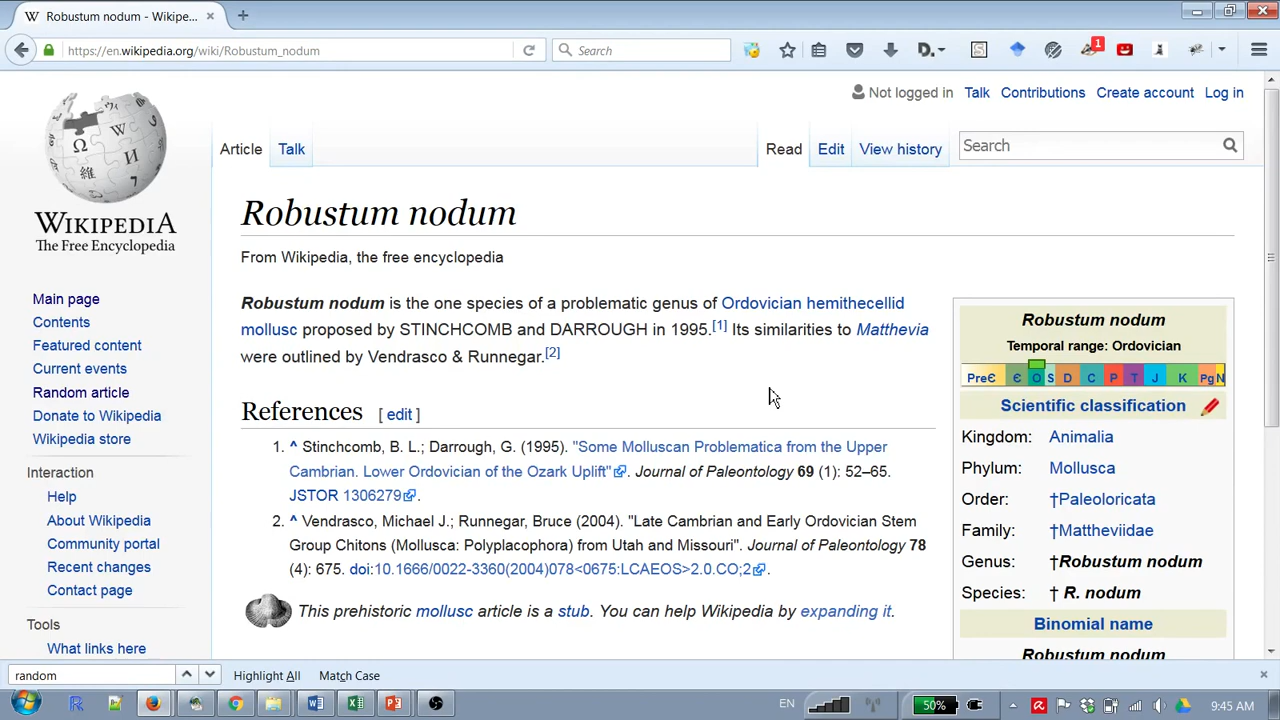 Robustum nodum - Wikipe...
https://en.wikipedia.org/wiki/Robustum_nodum
Search
D.
S
1
Not logged in Talk Contributions Create account Log in
Article Talk Read Edit View history Search
WIKIPEDIA
The Free Encyclopedia
Main page
Contents
Featured content
Current events
Random article
Donate to Wikipedia
Wikipedia store
Interaction
Help
About Wikipedia
Community portal
Recent changes
Contact page
Tools
What links here
Robustum nodum
From Wikipedia, the free encyclopedia
Robustum nodum is the one species of a problematic genus of Ordovician hemithecellid
mollusc proposed by STINCHCOMB and DARROUGH in 1995.[1] Its similarities to Matthevia
were outlined by Vendrasco & Runnegar.[2]
References [ edit ]
1. ^ Stinchcomb, B. L.; Darrough, G. (1995). "Some Molluscan Problematica from the Upper
Cambrian. Lower Ordovician of the Ozark Uplift". Journal of Paleontology 69 (1): 52–65.
JSTOR 1306279.
2. ^ Vendrasco, Michael J.; Runnegar, Bruce (2004). "Late Cambrian and Early Ordovician Stem
Group Chitons (Mollusca: Polyplacophora) from Utah and Missouri". Journal of Paleontology 78
(4): 675. doi:10.1666/0022-3360(2004)078<0675:LCAEOS>2.0.CO;2.
This prehistoric mollusc article is a stub. You can help Wikipedia by expanding it.
Robustum nodum
Temporal range: Ordovician
PreЄ Є O S D C P T J K Pg N
Scientific classification
Kingdom: Animalia
Phylum: Mollusca
Order: †Paleoloricata
Family: †Mattheviidae
Genus: †Robustum nodum
Species: † R. nodum
Binomial name
Robustum nodum
random Highlight All Match Case
EN 50% 9:45 AM